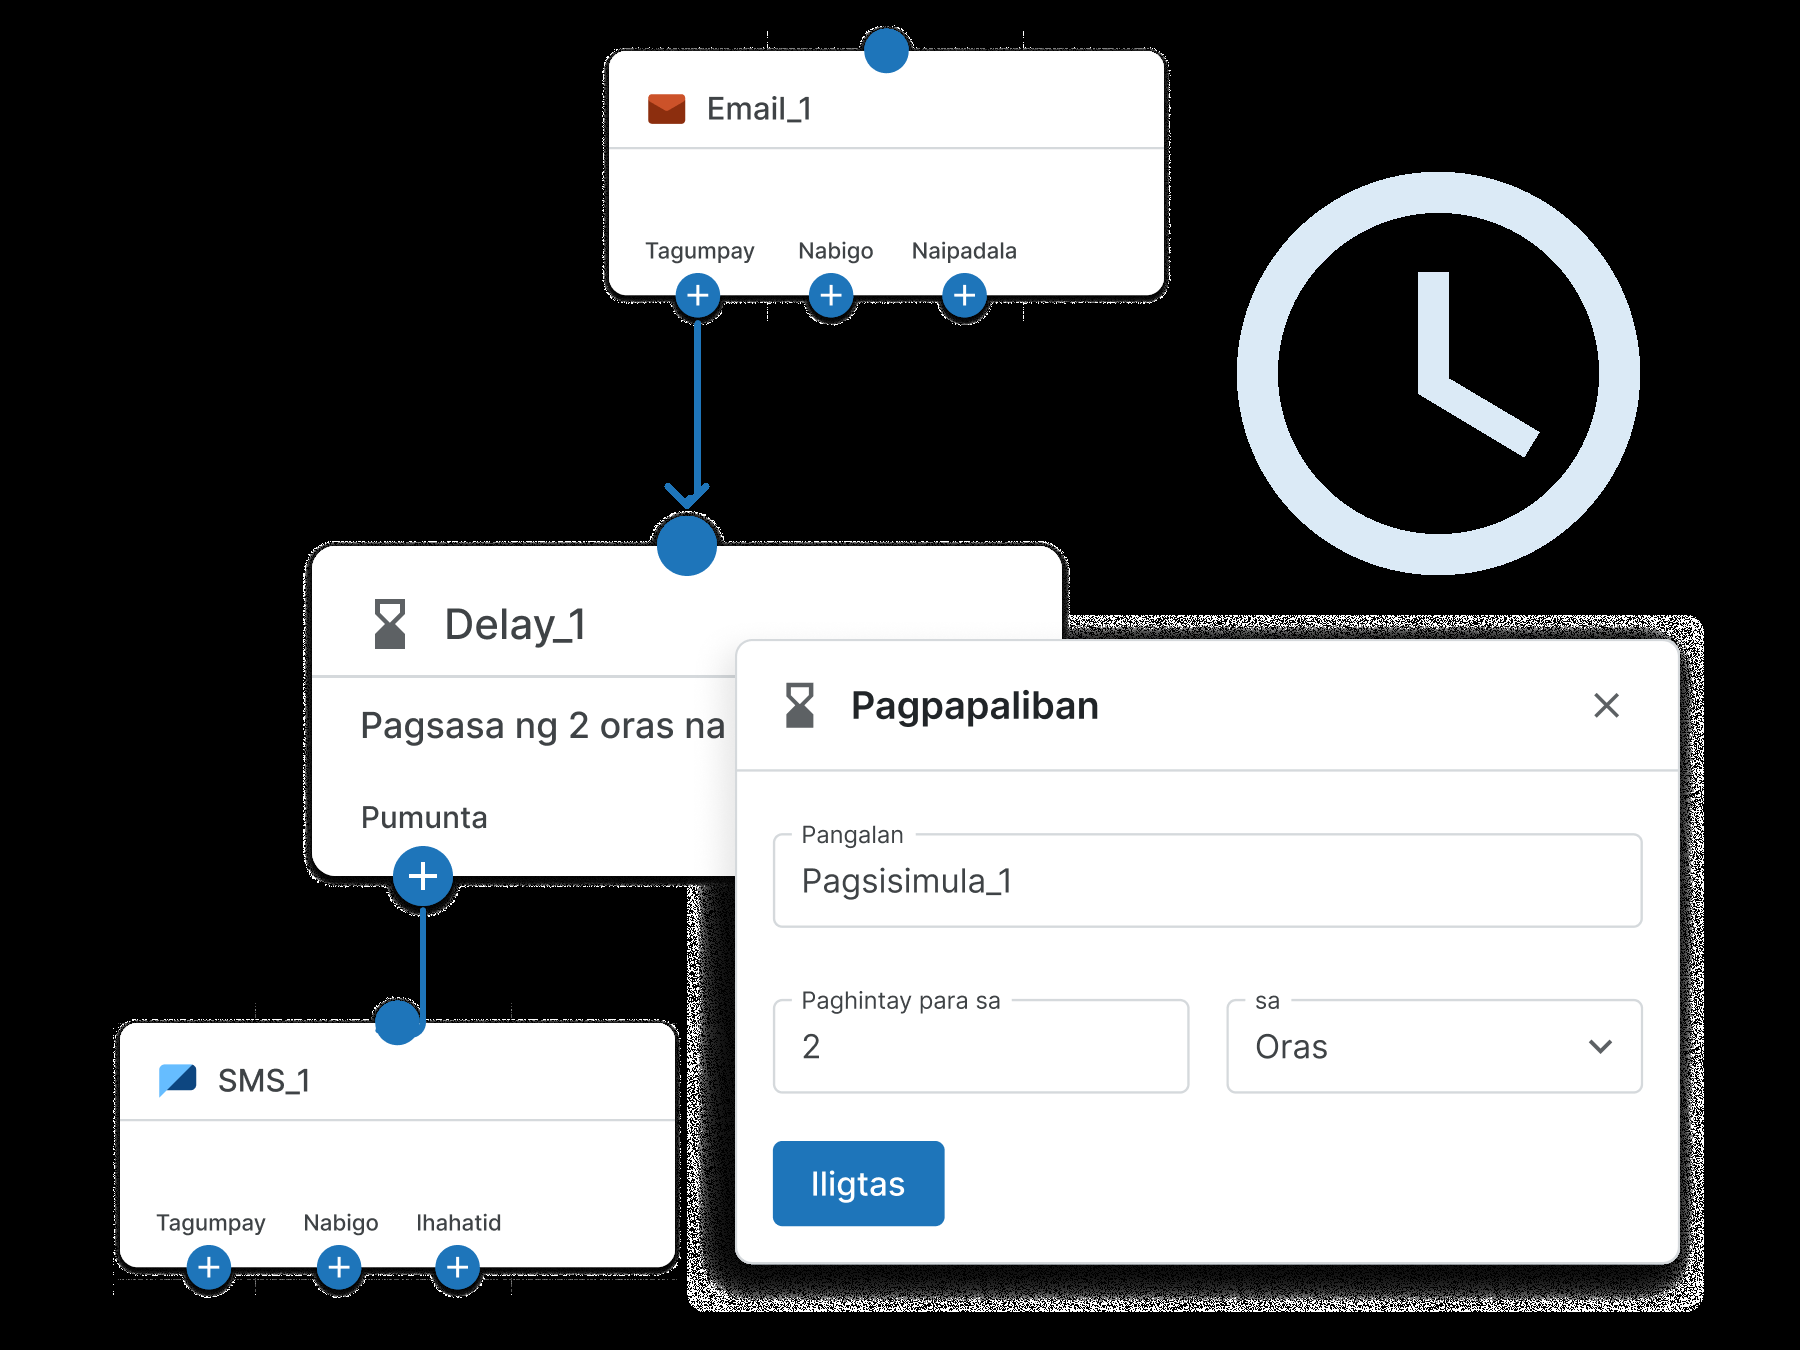 Email_1
Tagumpay Nabigo Naipadala
Delay_1
Pagsasa ng 2 oras na
Pumunta
Pagpapaliban
Pangalan
Pagsisimula_1
Paghintay para sa
2
sa
Oras
Iligtas
SMS_1
Tagumpay Nabigo Ihahatid